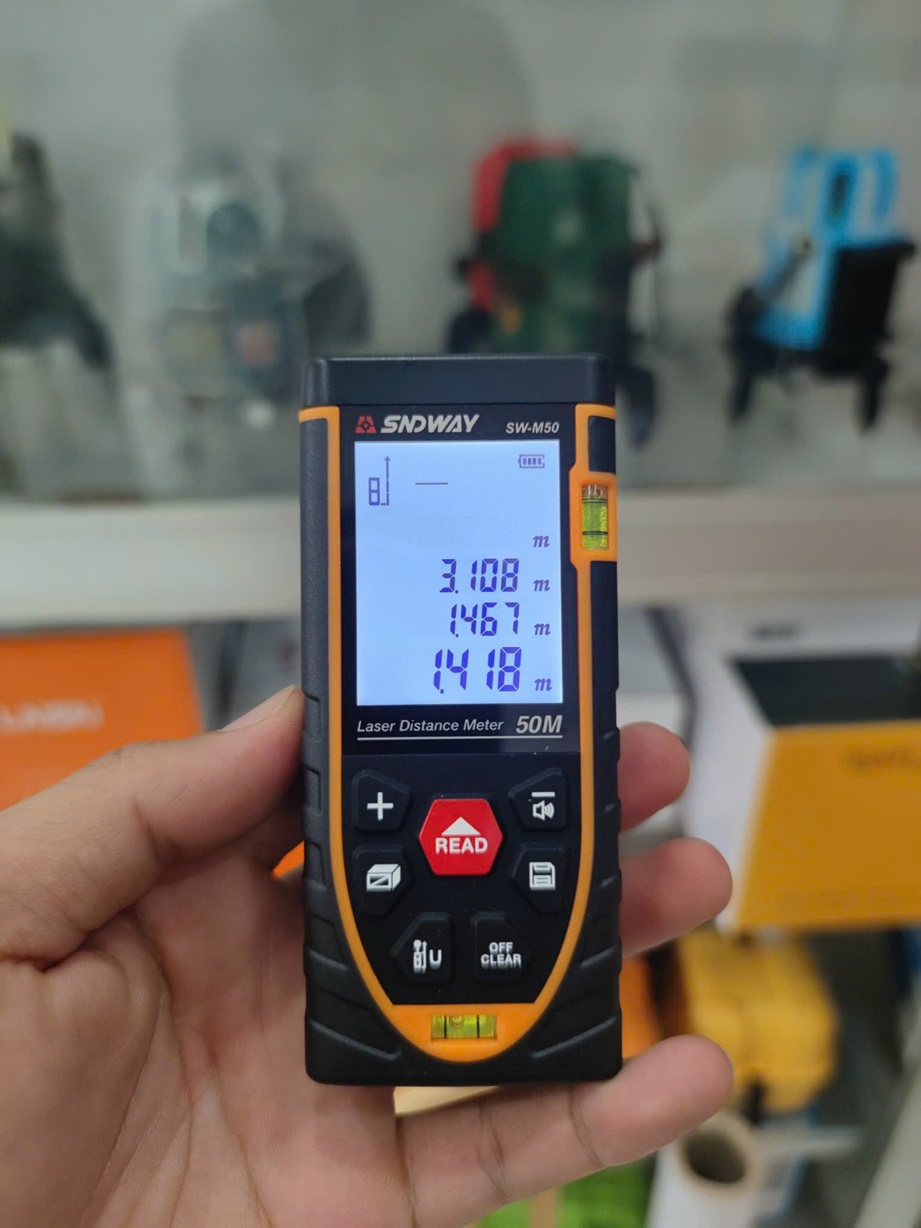 SNDWAY
SW-M50
m
3.108 m
1.467 m
1.418 m
Laser Distance Meter 50M
READ
U
OFF
CLEAR